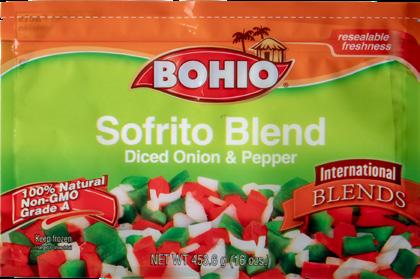 resealable
freshness
BOHIO®
Sofrito Blend
Diced Onion & Pepper
International
BLENDS
100% Natural
Non-GMO
Grade A
Keep frozen
NET WT 453.6 g (16 ozs.)